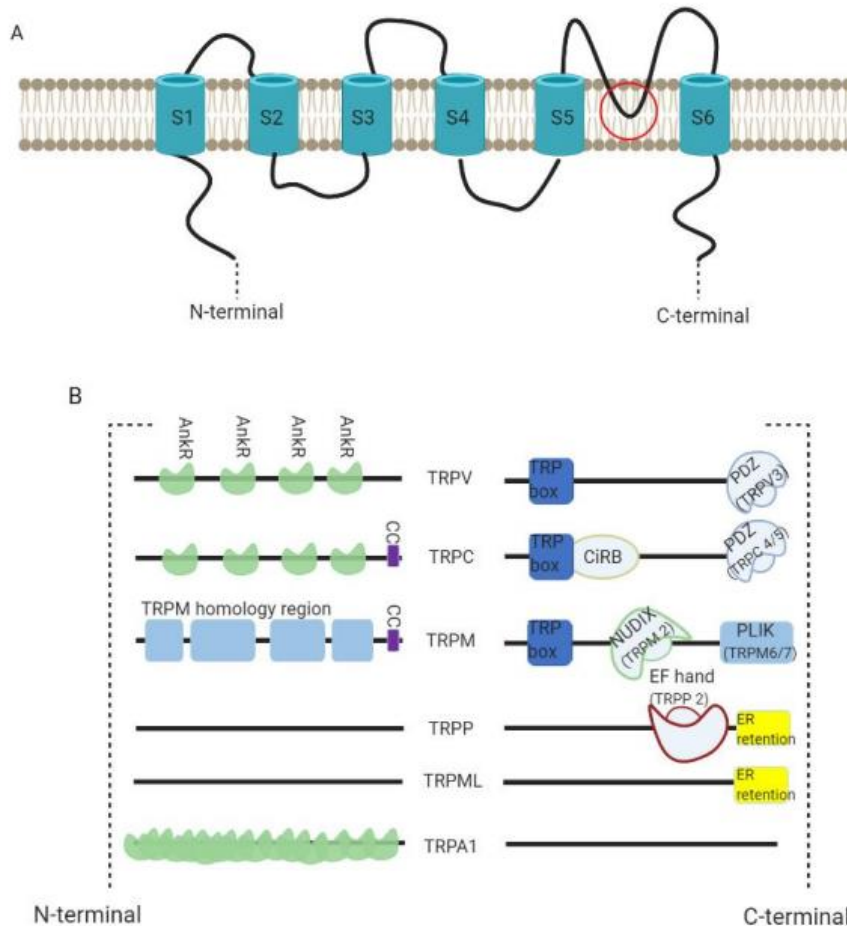 A
S1 S2 S3 S4 S5 S6
N-terminal
C-terminal
B
AnkR AnkR AnkR AnkR
TRPV
TRP
box
PDZ
(TRPV3)
CC
TRPC
TRP
box
CiRB
PDZ
(TRPC 4/5)
TRPM homology region
CC
TRPM
TRP
box
NUDIX
(TRPM 2)
PLIK
(TRPM6/7)
EF hand
(TRPP 2)
TRPP
ER
retention
TRPML
ER
retention
TRPA1
N-terminal
C-terminal